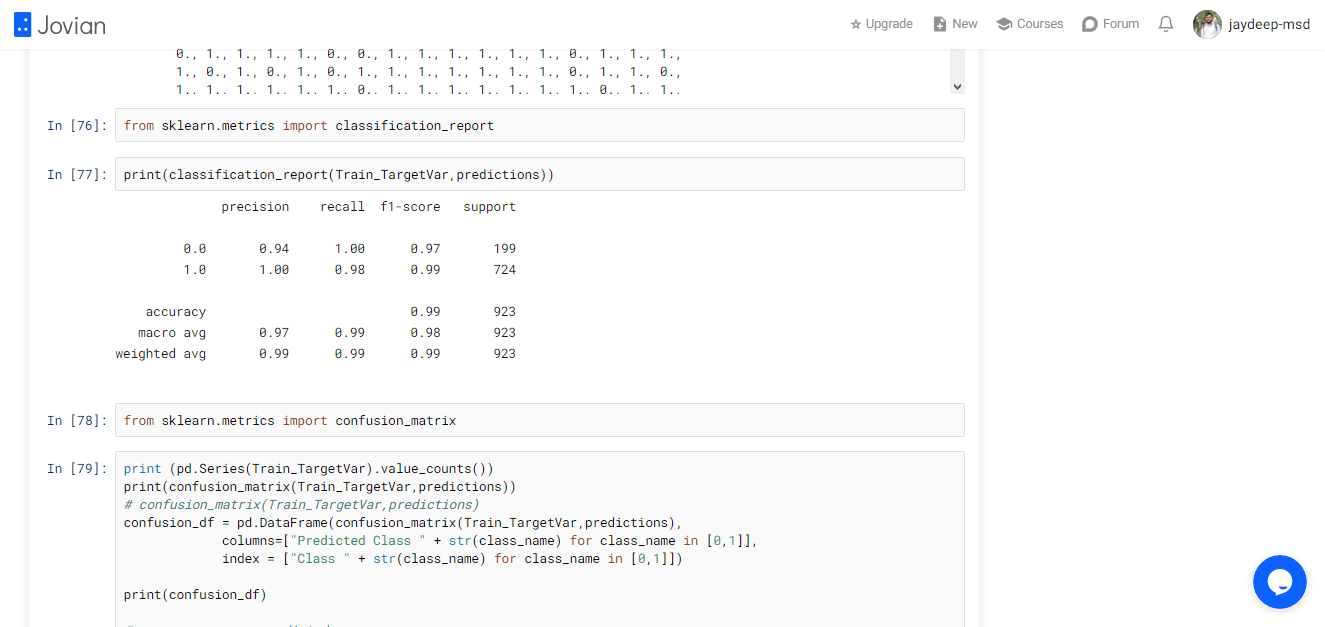 Jovian
Upgrade New Courses Forum jaydeep-msd
0., 1., 1., 1., 1., 0., 0., 1., 1., 1., 1., 1., 1., 0., 1., 1., 1.,
1., 0., 1., 0., 1., 0., 1., 1., 1., 1., 1., 1., 1., 0., 1., 1., 0.,
1., 1., 1., 1., 1., 1., 0., 1., 1., 1., 1., 1., 1., 1., 0., 1., 1.,
In [76]: from sklearn.metrics import classification_report
In [77]: print(classification_report(Train_TargetVar,predictions))
precision recall f1-score support
0.0 0.94 1.00 0.97 199
1.0 1.00 0.98 0.99 724
accuracy 0.99 923
macro avg 0.97 0.99 0.98 923
weighted avg 0.99 0.99 0.99 923
In [78]: from sklearn.metrics import confusion_matrix
In [79]: print (pd.Series(Train_TargetVar).value_counts())
print(confusion_matrix(Train_TargetVar,predictions))
# confusion_matrix(Train_TargetVar,predictions)
confusion_df = pd.DataFrame(confusion_matrix(Train_TargetVar,predictions),
columns=["Predicted Class " + str(class_name) for class_name in [0,1]],
index = ["Class " + str(class_name) for class_name in [0,1]])
print(confusion_df)